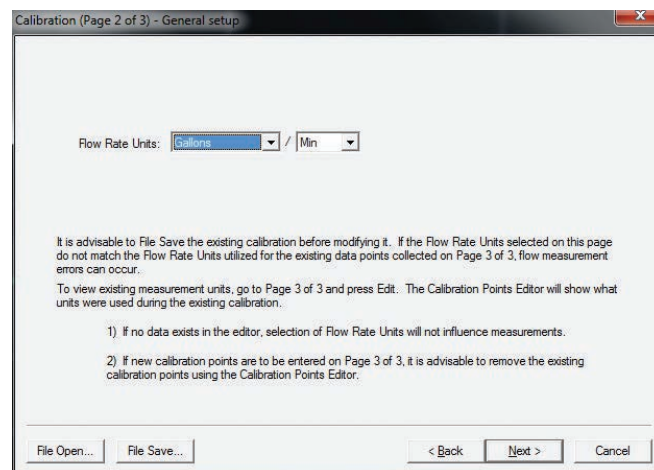 Calibration (Page 2 of 3) - General setup
Flow Rate Units: Gallons / Min
It is advisable to File Save the existing calibration before modifying it. If the Flow Rate Units selected on this page
do not match the Flow Rate Units utilized for the existing data points collected on Page 3 of 3, flow measurement
errors can occur.
To view existing measurement units, go to Page 3 of 3 and press Edit. The Calibration Points Editor will show what
units were used during the existing calibration.
1) If no data exists in the editor, selection of Flow Rate Units will not influence measurements.
2) If new calibration points are to be entered on Page 3 of 3, it is advisable to remove the existing
calibration points using the Calibration Points Editor.
File Open... File Save... < Back Next > Cancel